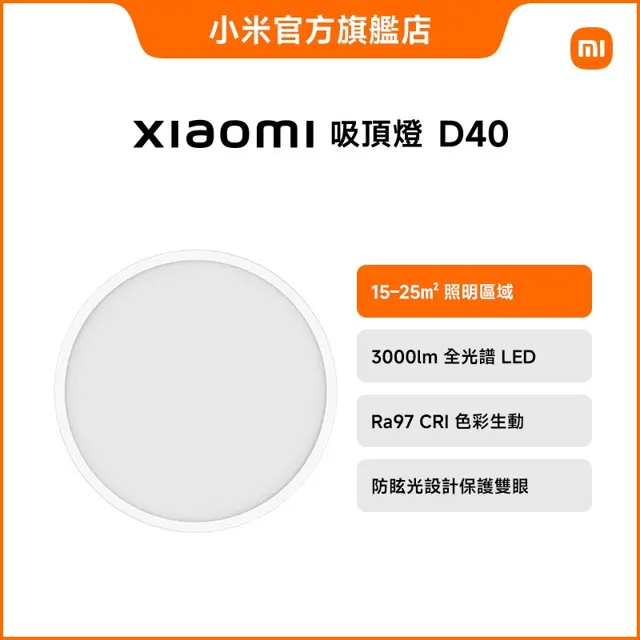 小米官方旗艦店
mi
xiaomi 吸頂燈 D40
15-25㎡ 照明區域
3000lm 全光譜 LED
Ra97 CRI 色彩生動
防眩光設計保護雙眼